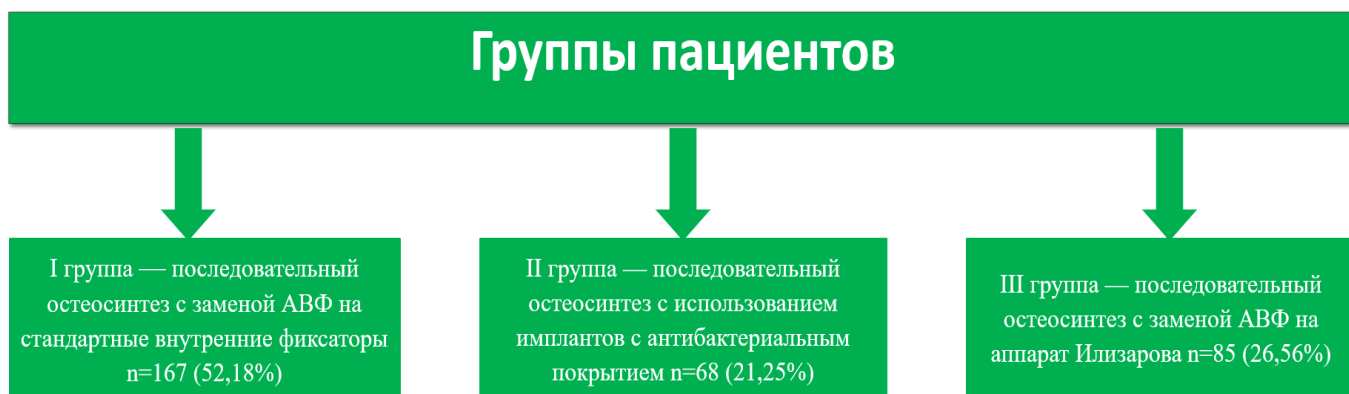 Группы пациентов
I группа — последовательный
остеосинтез с заменой АВФ на
стандартные внутренние фиксаторы
n=167 (52,18%)
II группа — последовательный
остеосинтез с использованием
имплантов с антибактериальным
покрытием n=68 (21,25%)
III группа — последовательный
остеосинтез с заменой АВФ на
аппарат Илизарова n=85 (26,56%)